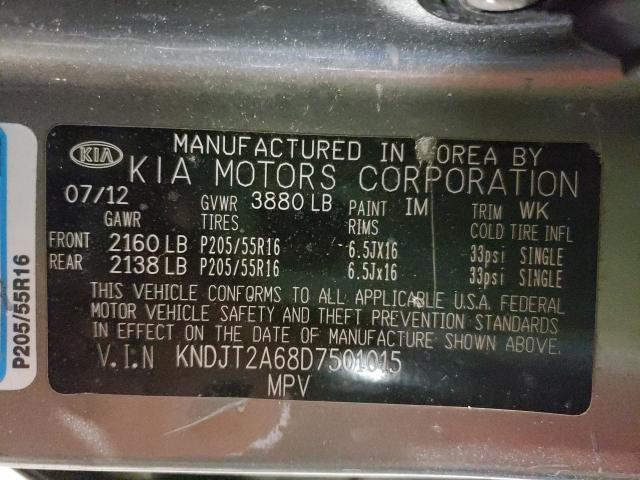 MANUFACTURED IN KOREA BY
KIA KIA MOTORS CORPORATION
07/12 GVWR 3880 LB PAINT IM TRIM WK
GAWR TIRES RIMS COLD TIRE INFL
FRONT 2160 LB P205/55R16 6.5JX16 33psi SINGLE
REAR 2138 LB P205/55R16 6.5Jx16 33psi SINGLE
THIS VEHICLE CONFORMS TO ALL APPLICABLE U.S.A. FEDERAL
MOTOR VEHICLE SAFETY AND THEFT PREVENTION STANDARDS
IN EFFECT ON THE DATE OF MANUFACTURE SHOWN ABOVE.
V.I.N KNDJT2A68D7501015
MPV
P205/55R16